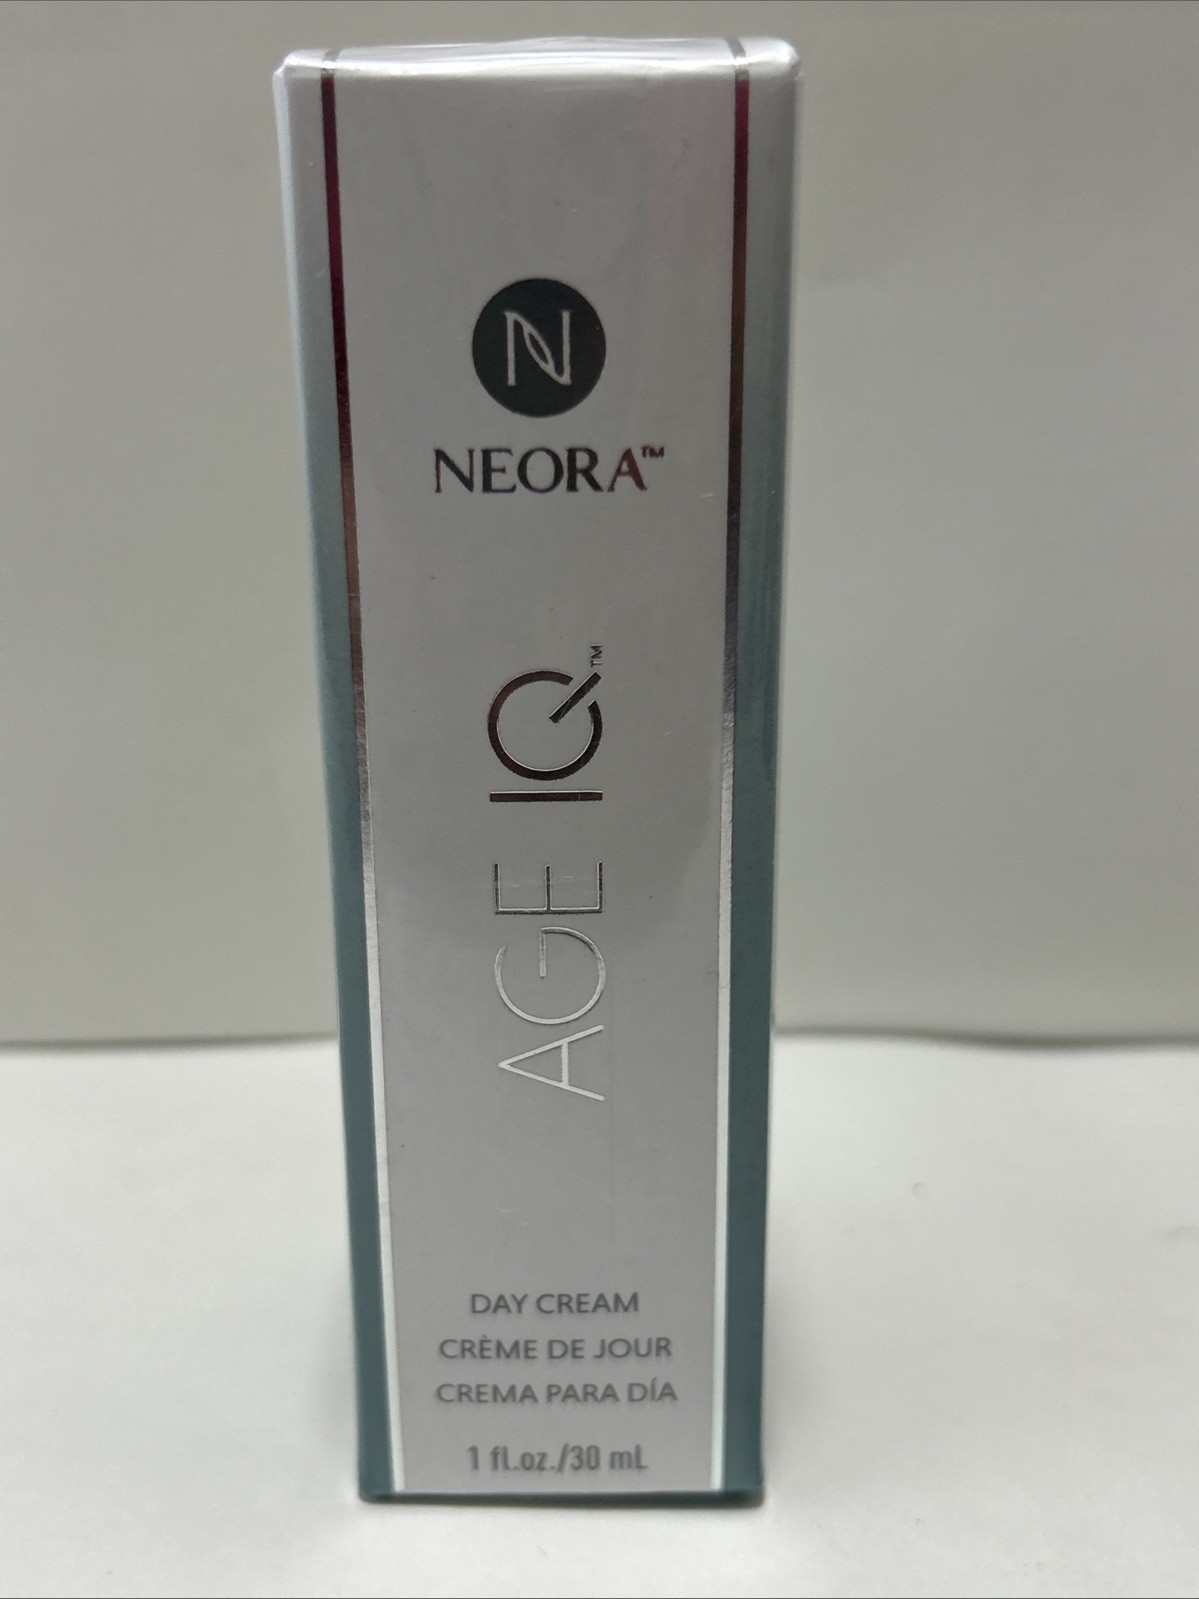 N
NEORA™
AGE IQ™
DAY CREAM
CRÈME DE JOUR
CREMA PARA DÍA
1 fl.oz./30 mL